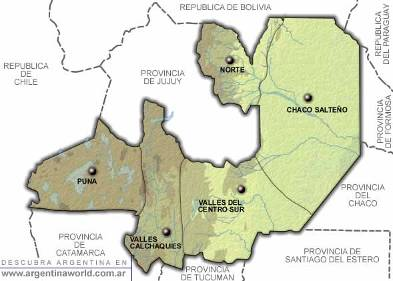 REPUBLICA DE BOLIVIA
REPUBLICA
DEL PARAGUAY
REPUBLICA
DE CHILE
NORTE
PROVINCIA
DE JUJUY
CHACO SALTEÑO
PROVINCIA
DE FORMOSA
PUNA
VALLES DEL
CENTRO SUR
PROVINCIA
DEL
CHACO
VALLES
CALCHAQUIES
PROVINCIA
DE
CATAMARCA
PROVINCIA DE
SANTIAGO DEL ESTERO
PROVINCIA
DE TUCUMAN
DESCUBRA ARGENTINA EN
www.argentinaworld.com.ar